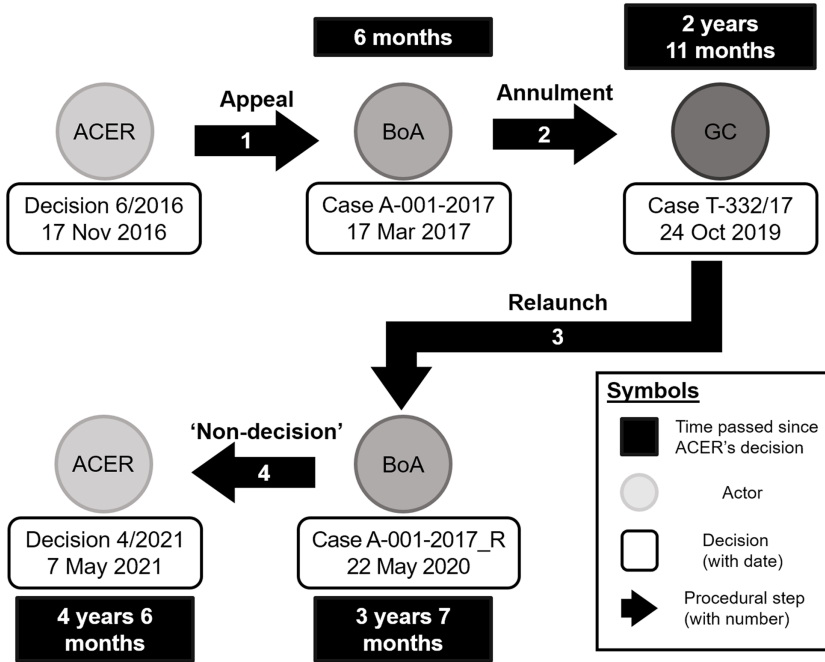 6 months
2 years
11 months
ACER
Appeal
1
BoA
Annulment
2
GC
Decision 6/2016
17 Nov 2016
Case A-001-2017
17 Mar 2017
Case T-332/17
24 Oct 2019
Relaunch
3
ACER
'Non-decision'
4
BoA
Decision 4/2021
7 May 2021
Case A-001-2017_R
22 May 2020
4 years 6
months
3 years 7
months
Symbols
Time passed since
ACER's decision
Actor
Decision
(with date)
Procedural step
(with number)